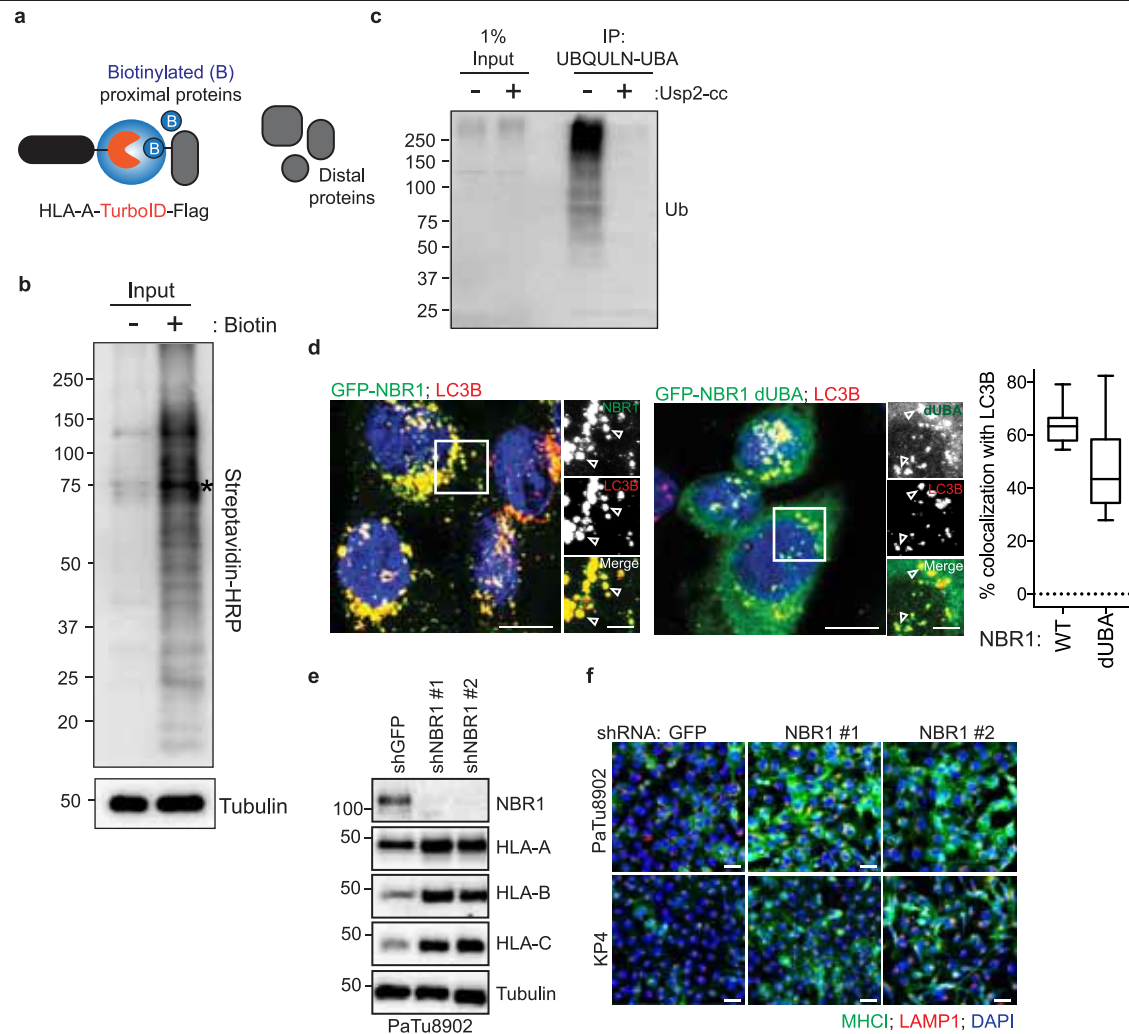 a
Biotinylated (B)
proximal proteins
B
B
Distal
proteins
HLA-A-TurboID-Flag
b
Input
- + : Biotin
250
150
100
75
50
37
25
20
*
Streptavidin-HRP
50
Tubulin
c
1%
Input
IP:
UBQULN-UBA
- + - + :Usp2-cc
250
150
100
75
50
37
25
Ub
d
GFP-NBR1; LC3B
NBR1
LC3B
Merge
GFP-NBR1 dUBA; LC3B
dUBA
LC3B
Merge
% colocalization with LC3B
80
60
40
20
0
NBR1: WT dUBA
e
shGFP
shNBR1 #1
shNBR1 #2
100
NBR1
50
HLA-A
50
HLA-B
50
HLA-C
50
Tubulin
PaTu8902
f
shRNA: GFP NBR1 #1 NBR1 #2
PaTu8902
KP4
MHCI; LAMP1; DAPI